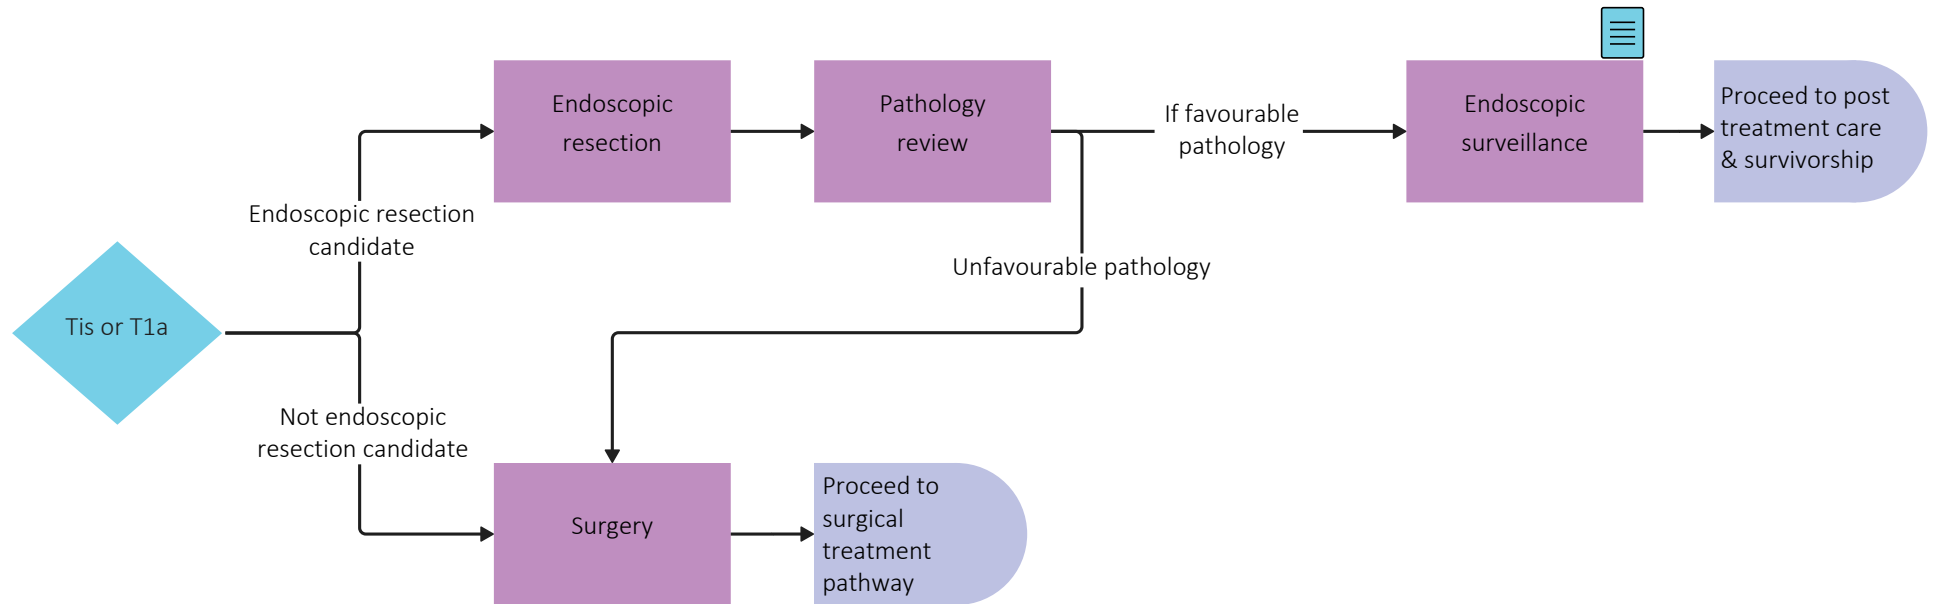 Tis or T1a
Endoscopic resection
candidate
Not endoscopic
resection candidate
Endoscopic
resection
Pathology
review
If favourable
pathology
Endoscopic
surveillance
Proceed to post
treatment care
& survivorship
Unfavourable pathology
Surgery
Proceed to
surgical
treatment
pathway